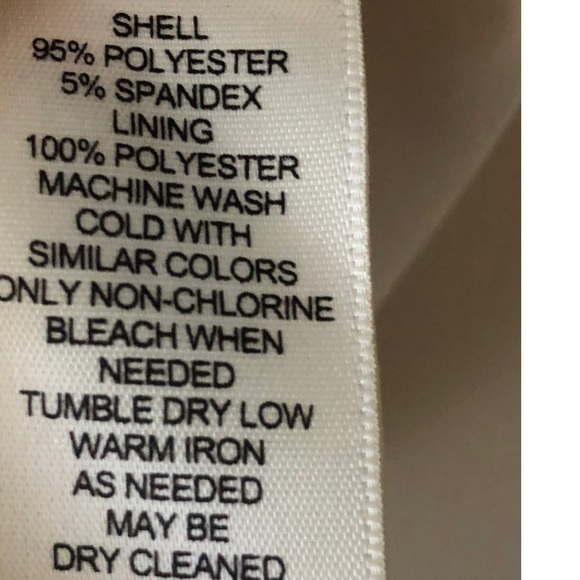 SHELL
95% POLYESTER
5% SPANDEX
LINING
100% POLYESTER
MACHINE WASH
COLD WITH
SIMILAR COLORS
ONLY NON-CHLORINE
BLEACH WHEN
NEEDED
TUMBLE DRY LOW
WARM IRON
AS NEEDED
MAY BE
DRY CLEANED